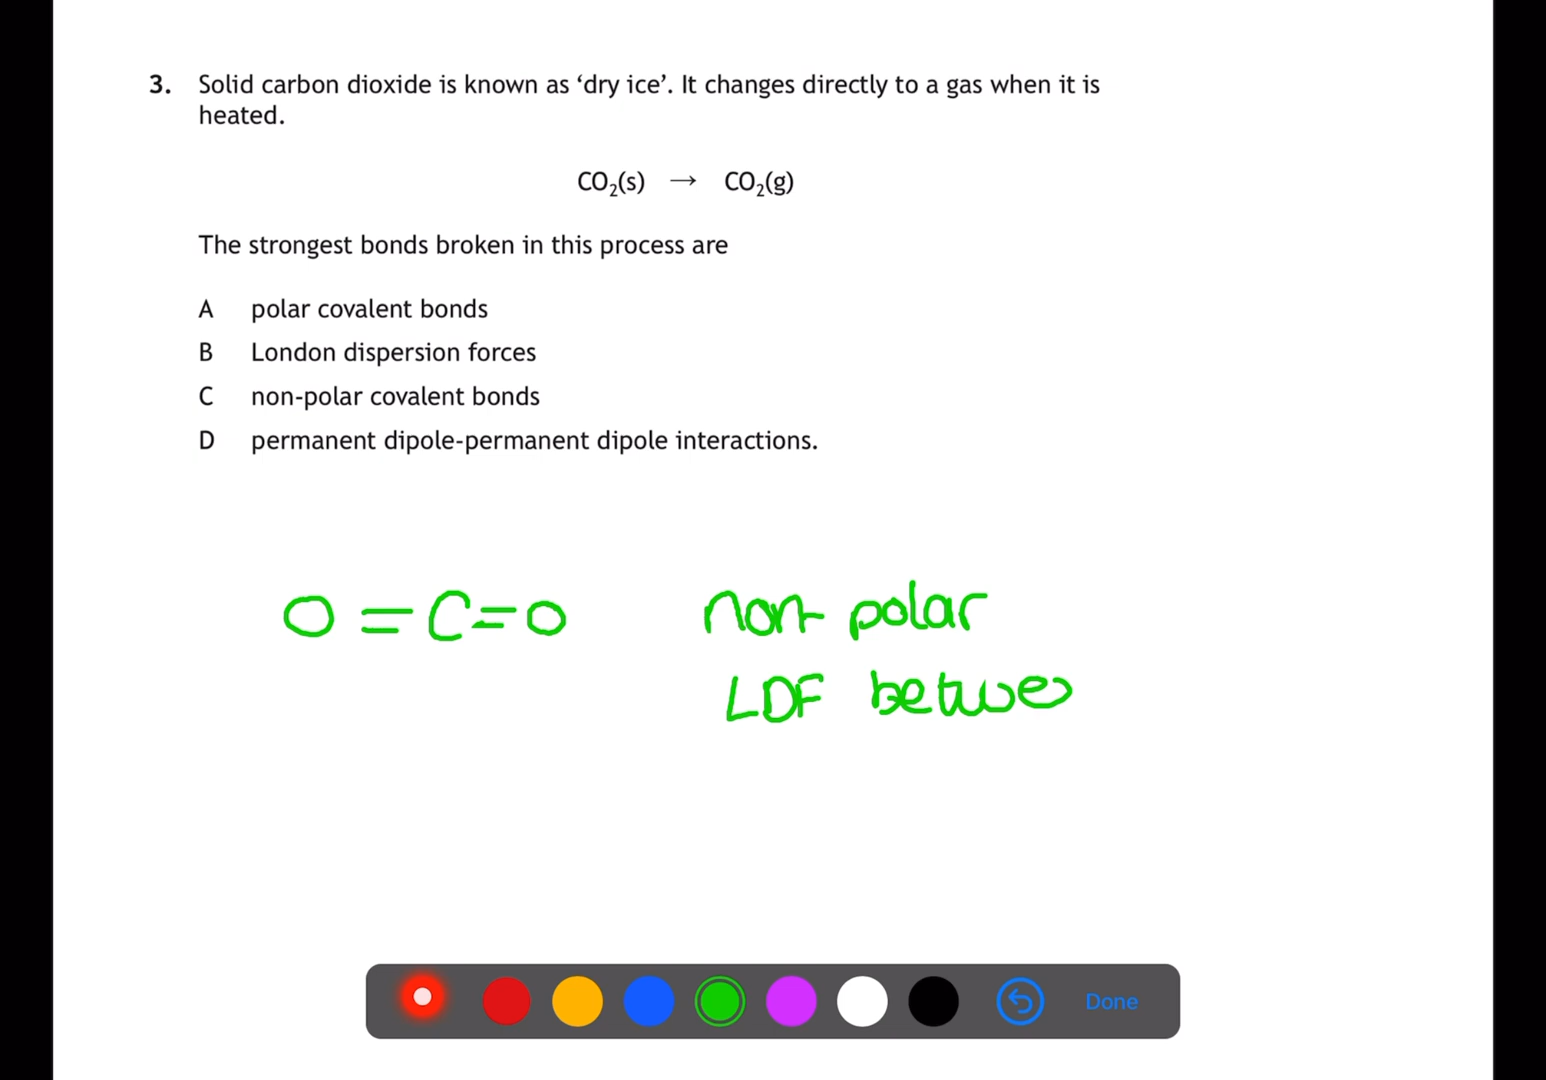 3. Solid carbon dioxide is known as ‘dry ice’. It changes directly to a gas when it is
heated.
CO₂(s) → CO₂(g)
The strongest bonds broken in this process are
A polar covalent bonds
B London dispersion forces
C non-polar covalent bonds
D permanent dipole-permanent dipole interactions.
O=C=O non-polar
LDF betwee
Done